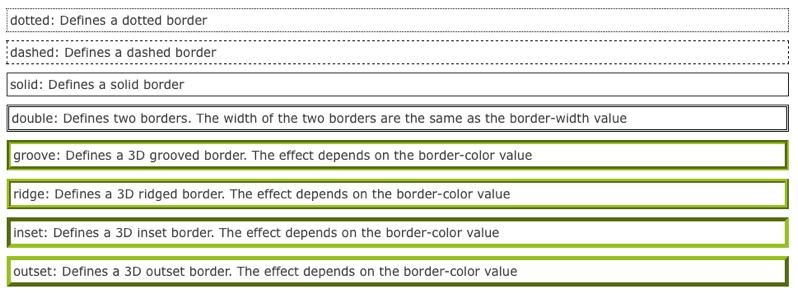 dotted: Defines a dotted border
dashed: Defines a dashed border
solid: Defines a solid border
double: Defines two borders. The width of the two borders are the same as the border-width value
groove: Defines a 3D grooved border. The effect depends on the border-color value
ridge: Defines a 3D ridged border. The effect depends on the border-color value
inset: Defines a 3D inset border. The effect depends on the border-color value
outset: Defines a 3D outset border. The effect depends on the border-color value